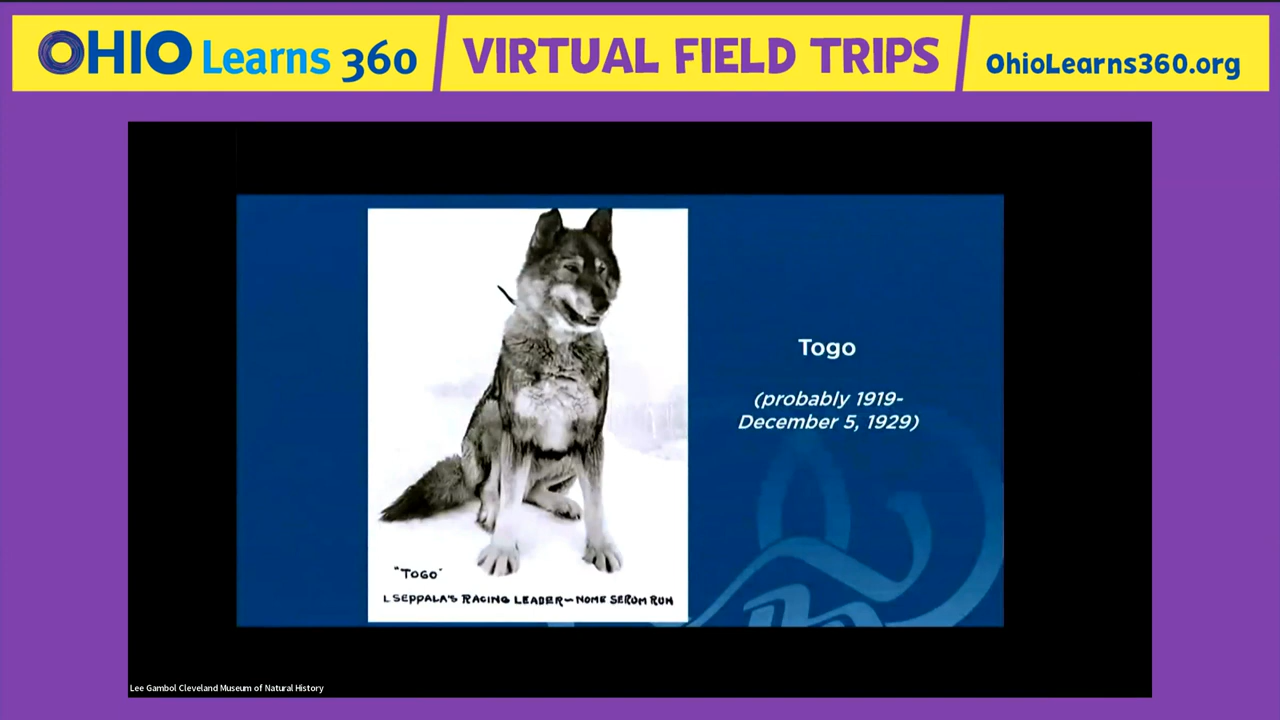 OHIO Learns 360
VIRTUAL FIELD TRIPS
OhioLearns360.org
Togo
(probably 1919-
December 5, 1929)
"TOGO"
L SEPPALA'S RACING LEADER—NOME SERUM RUN
Lee Gambol Cleveland Museum of Natural History